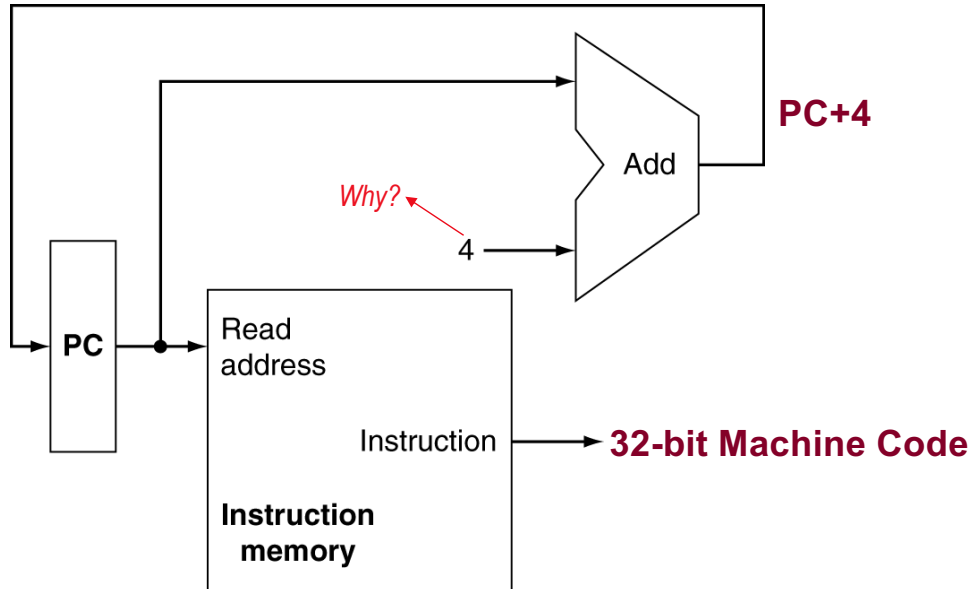 PC+4
Add
Why?
4
PC
Read
address
Instruction
32-bit Machine Code
Instruction
memory